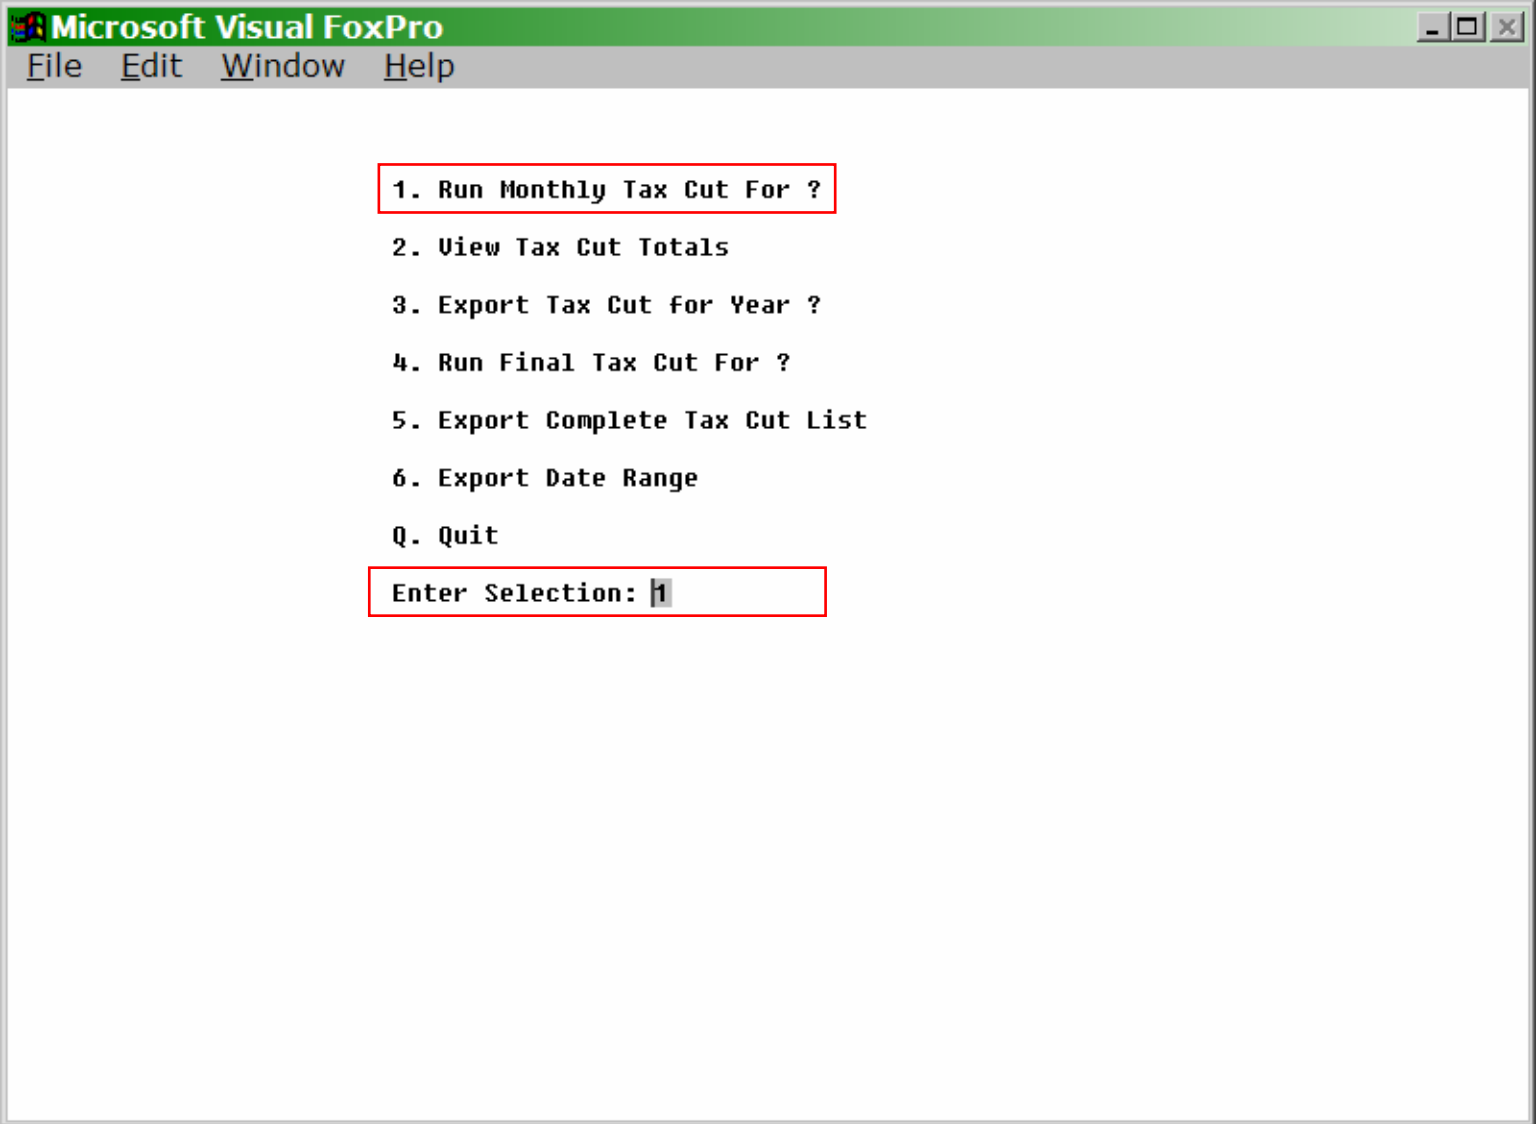 Microsoft Visual FoxPro
File Edit Window Help
1. Run Monthly Tax Cut For ?
2. View Tax Cut Totals
3. Export Tax Cut for Year ?
4. Run Final Tax Cut For ?
5. Export Complete Tax Cut List
6. Export Date Range
Q. Quit
Enter Selection: 1